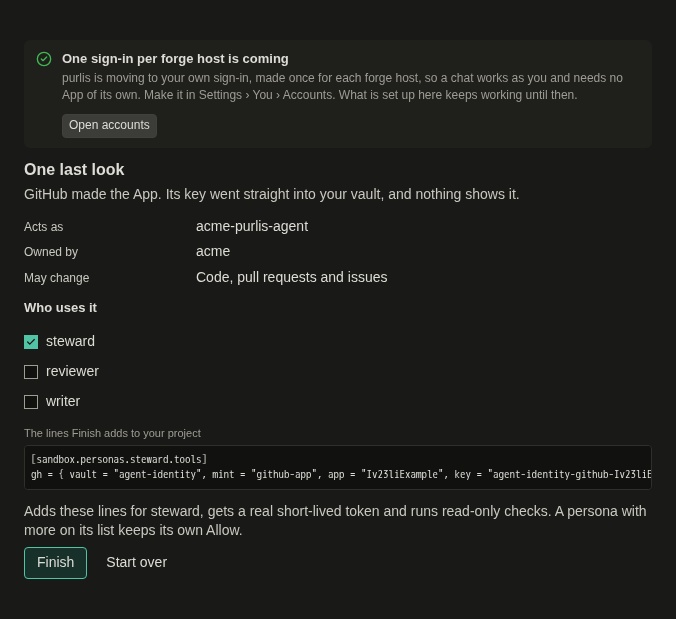 One sign-in per forge host is coming
purlis is moving to your own sign-in, made once for each forge host, so a chat works as you and needs no
App of its own. Make it in Settings › You › Accounts. What is set up here keeps working until then.
Open accounts
One last look
GitHub made the App. Its key went straight into your vault, and nothing shows it.
Acts as acme-purlis-agent
Owned by acme
May change Code, pull requests and issues
Who uses it
steward
reviewer
writer
The lines Finish adds to your project
[sandbox.personas.steward.tools]
gh = { vault = "agent-identity", mint = "github-app", app = "Iv23liExample", key = "agent-identity-github-Iv23liE
Adds these lines for steward, gets a real short-lived token and runs read-only checks. A persona with
more on its list keeps its own Allow.
Finish Start over